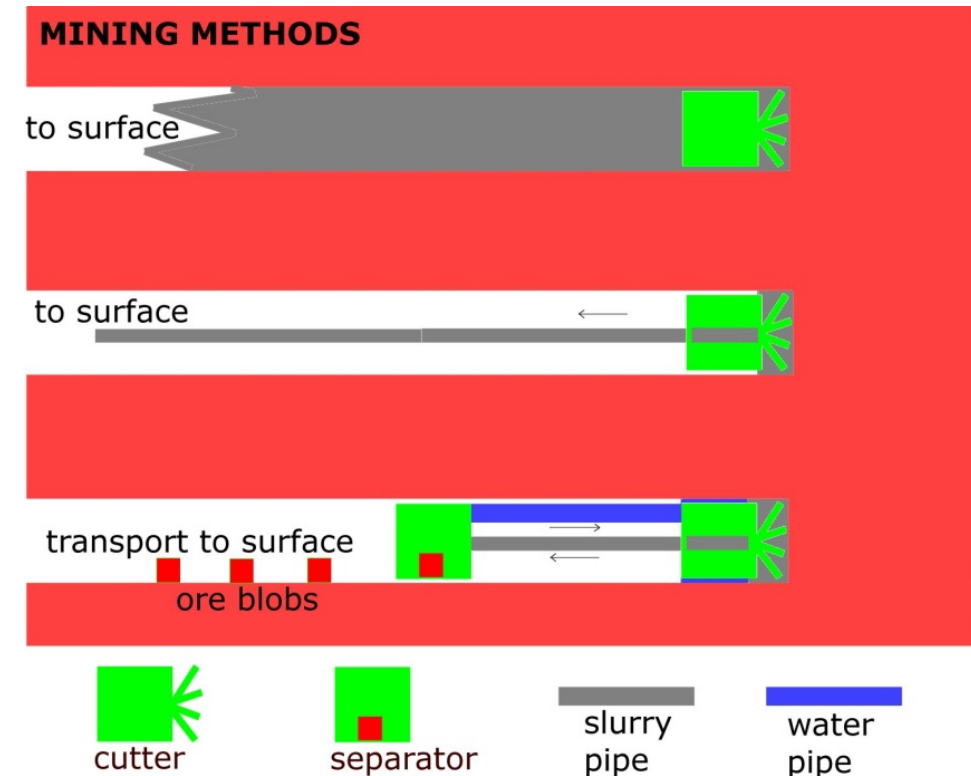 MINING METHODS
to surface
to surface
transport to surface
ore blobs
cutter
separator
slurry
pipe
water
pipe